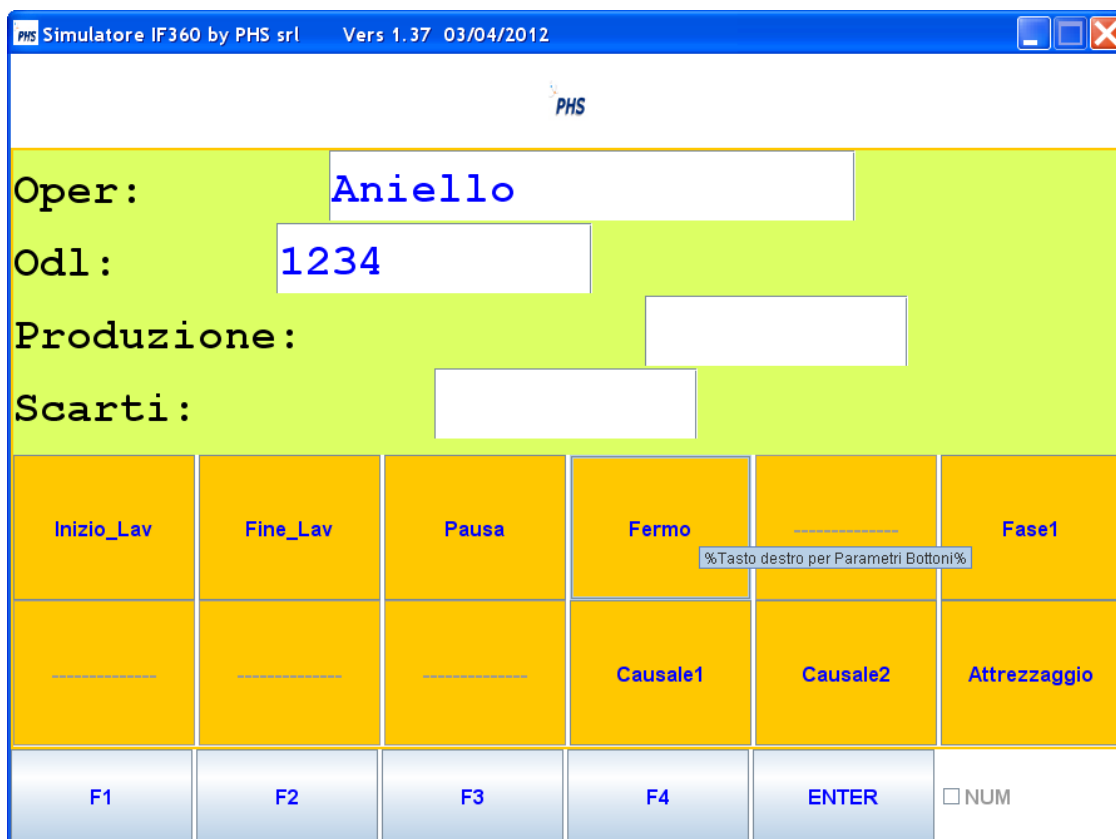 PHS Simulatore IF360 by PHS srl Vers 1.37 03/04/2012
PHS
Oper: Aniello
Odl: 1234
Produzione:
Scarti:
Inizio_Lav Fine_Lav Pausa Fermo -------------- Fase1
%Tasto destro per Parametri Bottoni%
-------------- -------------- -------------- Causale1 Causale2 Attrezzaggio
F1 F2 F3 F4 ENTER NUM